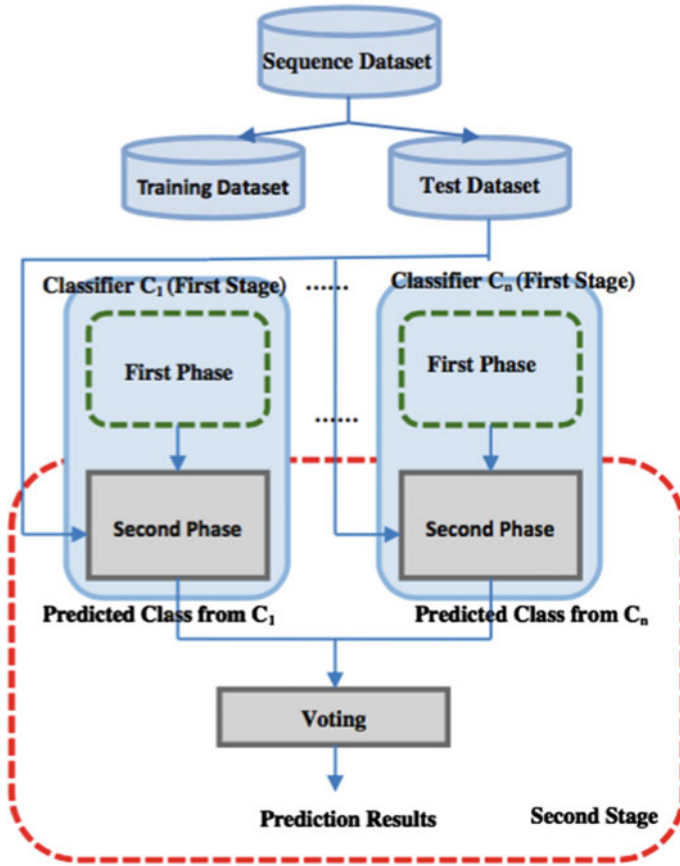 Sequence Dataset
Training Dataset
Test Dataset
Classifier C₁ (First Stage)
......
Classifier Cₙ (First Stage)
First Phase
First Phase
......
Second Phase
Second Phase
Predicted Class from C₁
Predicted Class from Cₙ
Voting
Prediction Results
Second Stage